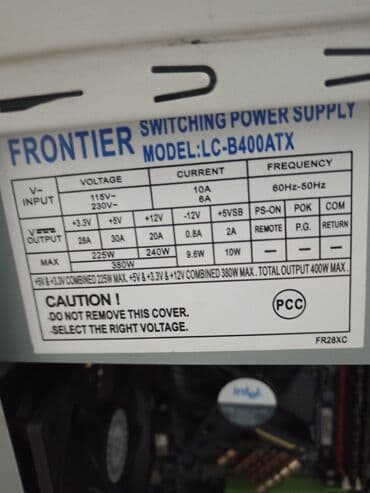 FRONTIER SWITCHING POWER SUPPLY
MODEL:LC-B400ATX
V~ INPUT VOLTAGE CURRENT FREQUENCY
115V~ 10A 60Hz-50Hz
230V~ 6A
V OUTPUT +3.3V +5V +12V -12V +5VSB PS-ON POK COM
28A 30A 20A 0.8A 2A REMOTE P.G. RETURN
MAX 225W 240W 9.6W 10W
380W
+5V & +3.3V COMBINED 225W MAX. +5V & +3.3V & +12V COMBINED 380W MAX. TOTAL OUTPUT 400W MAX.
CAUTION !
-DO NOT REMOVE THIS COVER.
-SELECT THE RIGHT VOLTAGE.
PCC
FR28XC
intel